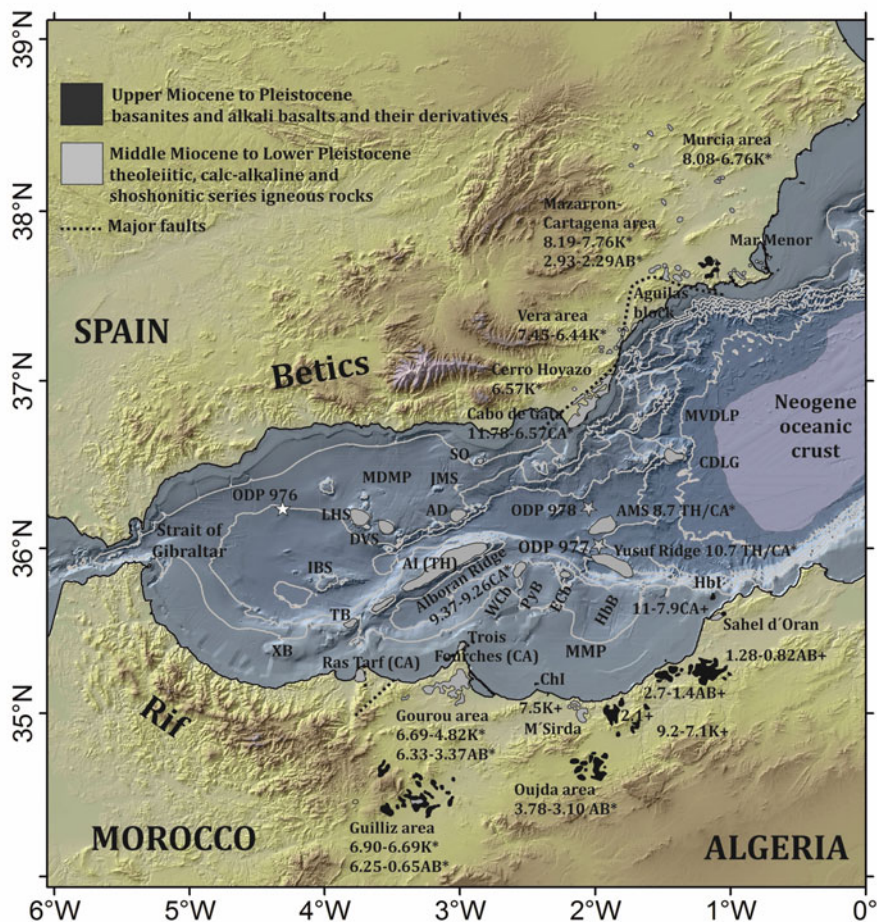 39°N
39°N
Upper Miocene to Pleistocene
basanites and alkali basalts and their derivatives
Middle Miocene to Lower Pleistocene
theoleiitic, calc-alkaline and
shoshonitic series igneous rocks
Major faults
Murcia area
8.08-6.76K*
38°N
38°N
Mazarron-
Cartagena area
8.19-7.76K*
2.93-2.29AB*
Mar Menor
Aguilas
block
SPAIN
Vera area
7.45-6.44K*
37°N
37°N
Betics
Cerro Hoyazo
6.57K*
Cabo de Gata
11.78-6.57CA*
MVDLP
Neogene
oceanic
crust
SO
CDLG
MDMP
JMS
ODP 976
LHS
AD
ODP 978
AMS 8.7 TH/CA*
DVS
36°N
36°N
Strait of
Gibraltar
AI (TH)
ODP 977
Yusuf Ridge 10.7 TH/CA*
IBS
Alboran Ridge
9.37-9.26CA*
WCb
PyB
ECb
HbB
HbI
11-7.9CA+
TB
Sahel d´Oran
XB
Trois
Fourches (CA)
MMP
1.28-0.82AB+
Ras Tarf (CA)
ChI
2.7-1.4AB+
35°N
35°N
Rif
Gourou area
6.69-4.82K*
6.33-3.37AB*
7.5K+
M´Sirda
2.1+
9.2-7.1K+
Oujda area
3.78-3.10 AB*
MOROCCO
Guilliz area
6.90-6.69K*
6.25-0.65AB*
ALGERIA
6°W
5°W
4°W
3°W
2°W
1°W
0°